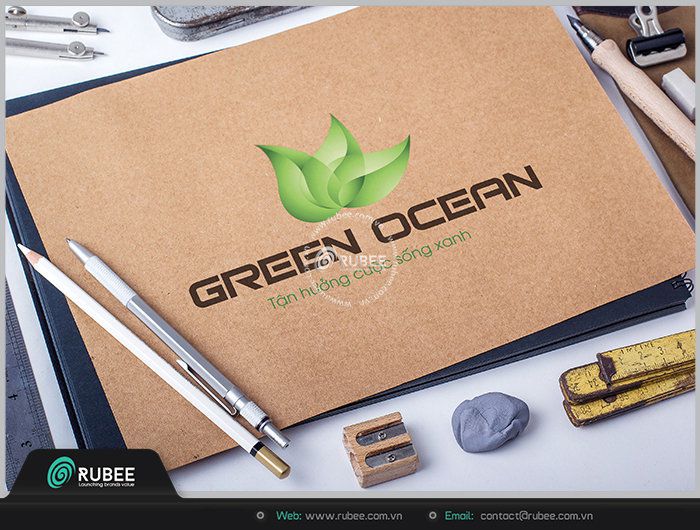 GREEN OCEAN
Tận hưởng cuộc sống xanh
www.rubee.com.vn
RUBEE
RUBEE
Launching brands value
Web: www.rubee.com.vn
Email: contact@rubee.com.vn